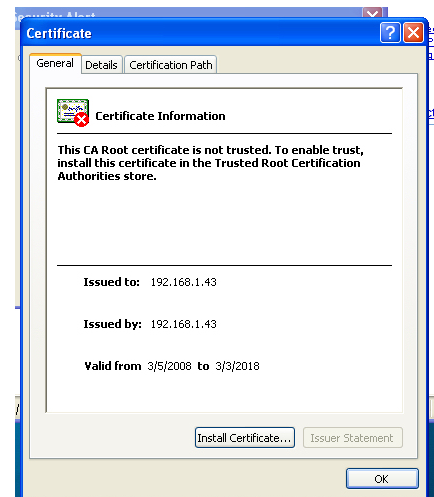 Security Alert
Certificate
General
Details
Certification Path
Certificate Information
This CA Root certificate is not trusted. To enable trust,
install this certificate in the Trusted Root Certification
Authorities store.
Issued to: 192.168.1.43
Issued by: 192.168.1.43
Valid from 3/5/2008 to 3/3/2018
Install Certificate...
Issuer Statement
OK